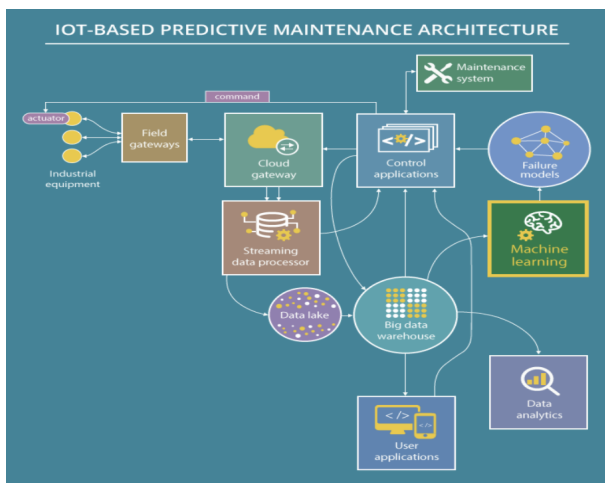 IOT-BASED PREDICTIVE MAINTENANCE ARCHITECTURE
Maintenance
system
command
actuator
Field
gateways
Industrial
equipment
Cloud
gateway
</>
Control
applications
Failure
models
Streaming
data processor
Machine
learning
Data lake
Big data
warehouse
Data
analytics
</>
</>
User
applications